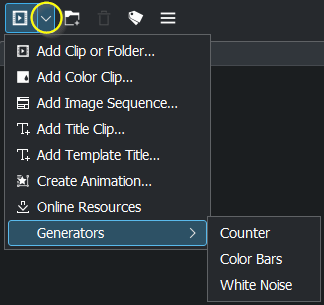 Add Clip or Folder...
Add Color Clip...
Add Image Sequence...
Add Title Clip...
Add Template Title...
Create Animation...
Online Resources
Generators
Counter
Color Bars
White Noise